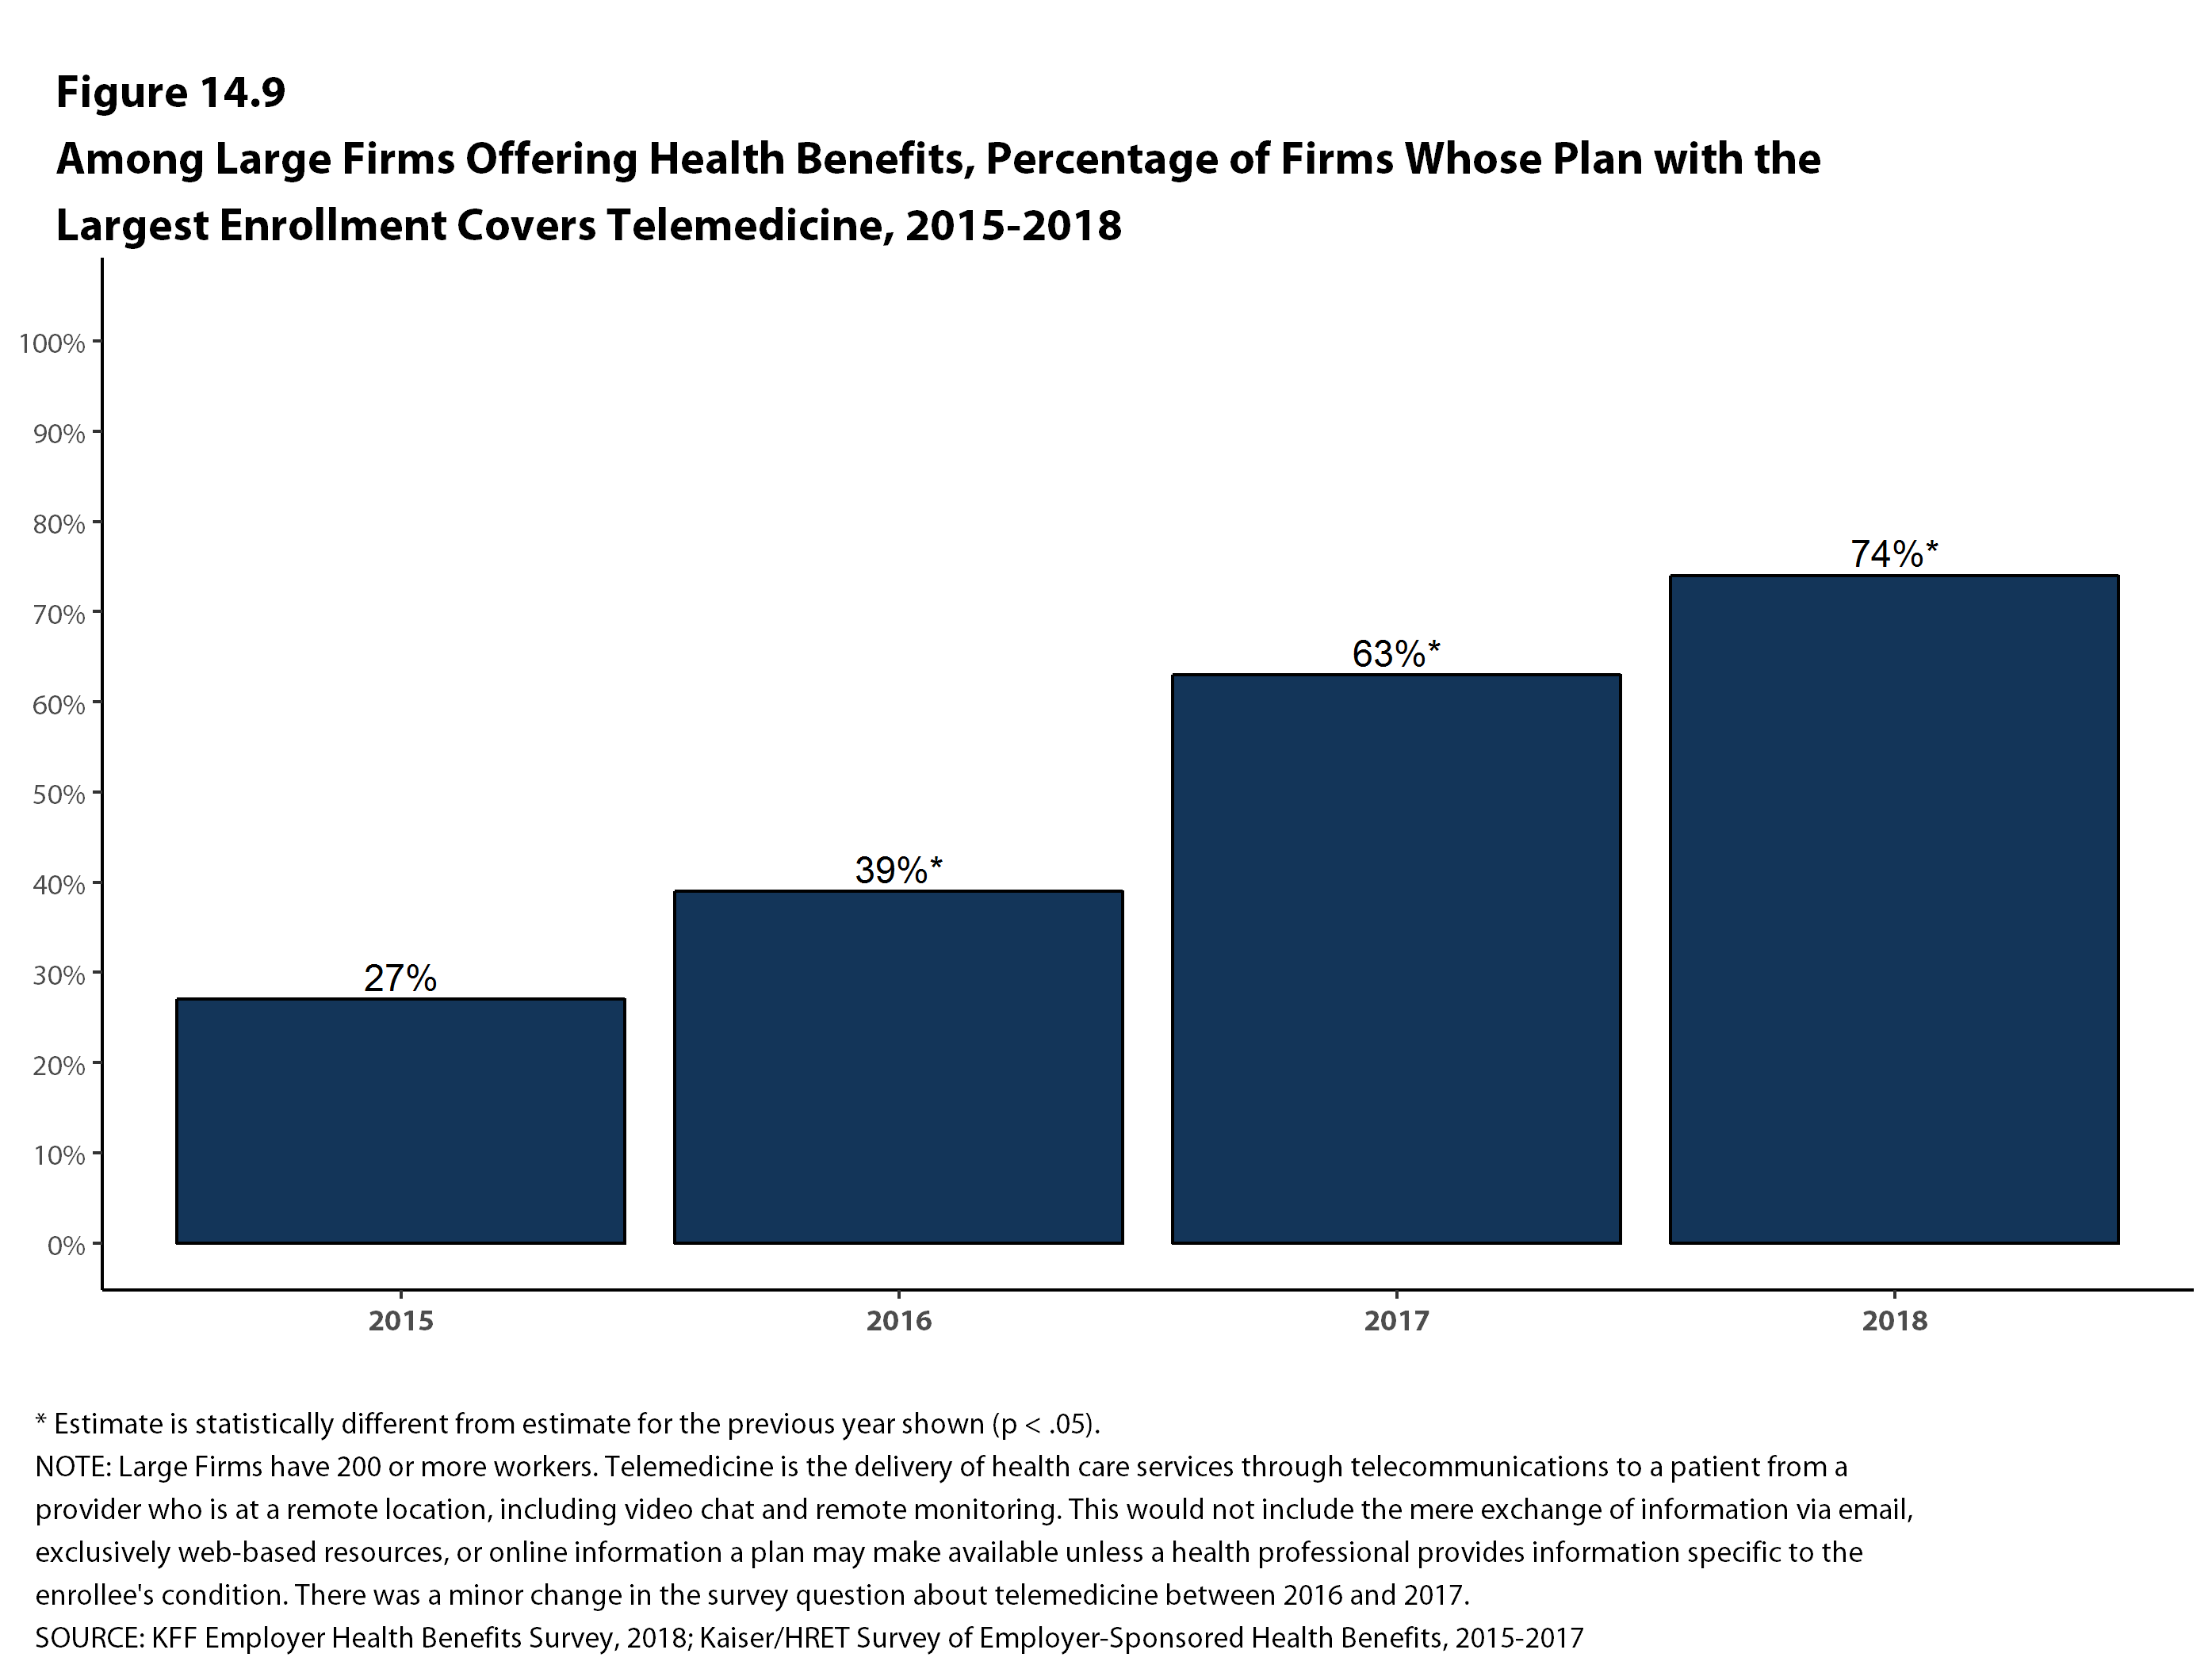 Figure 14.9
Among Large Firms Offering Health Benefits, Percentage of Firms Whose Plan with the
Largest Enrollment Covers Telemedicine, 2015-2018
100%
90%
80%
70%
60%
50%
40%
30%
20%
10%
0%
27%
39%*
63%*
74%*
2015
2016
2017
2018
* Estimate is statistically different from estimate for the previous year shown (p < .05).
NOTE: Large Firms have 200 or more workers. Telemedicine is the delivery of health care services through telecommunications to a patient from a
provider who is at a remote location, including video chat and remote monitoring. This would not include the mere exchange of information via email,
exclusively web-based resources, or online information a plan may make available unless a health professional provides information specific to the
enrollee's condition. There was a minor change in the survey question about telemedicine between 2016 and 2017.
SOURCE: KFF Employer Health Benefits Survey, 2018; Kaiser/HRET Survey of Employer-Sponsored Health Benefits, 2015-2017